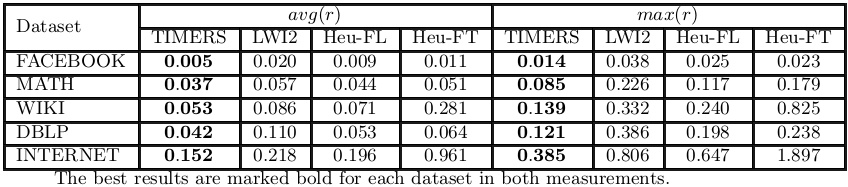 Dataset avg(r) max(r)
TIMERS LWI2 Heu-FL Heu-FT TIMERS LWI2 Heu-FL Heu-FT
FACEBOOK 0.005 0.020 0.009 0.011 0.014 0.038 0.025 0.023
MATH 0.037 0.057 0.044 0.051 0.085 0.226 0.117 0.179
WIKI 0.053 0.086 0.071 0.281 0.139 0.332 0.240 0.825
DBLP 0.042 0.110 0.053 0.064 0.121 0.386 0.198 0.238
INTERNET 0.152 0.218 0.196 0.961 0.385 0.806 0.647 1.897
The best results are marked bold for each dataset in both measurements.